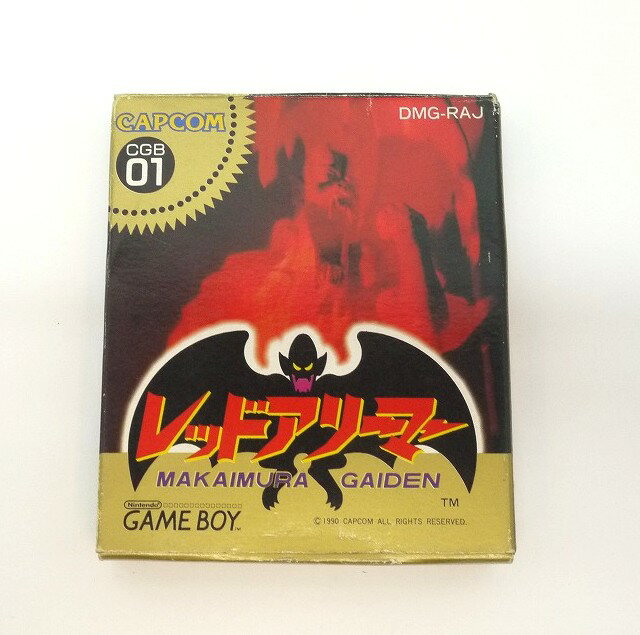 CAPCOM
CGB
01
DMG-RAJ
レッドアリーマー
MAKAIMURA GAIDEN
TM
Nintendo
GAME BOY
TM
© 1990 CAPCOM ALL RIGHTS RESERVED.